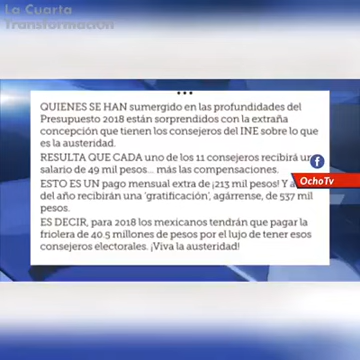 La Cuarta
Transformación
QUIENES SE HAN sumergido en las profundidades del
Presupuesto 2018 están sorprendidos con la extraña
concepción que tienen los consejeros del INE sobre lo que
es la austeridad.
RESULTA QUE CADA uno de los 11 consejeros recibirá un
salario de 49 mil pesos... más las compensaciones.
ESTO ES UN pago mensual extra de ¡213 mil pesos! Y a
del año recibirán una 'gratificación', agárrense, de 537 mil
pesos.
ES DECIR, para 2018 los mexicanos tendrán que pagar la
friolera de 40.5 millones de pesos por el lujo de tener esos
consejeros electorales. ¡Viva la austeridad!
f
OchoTv